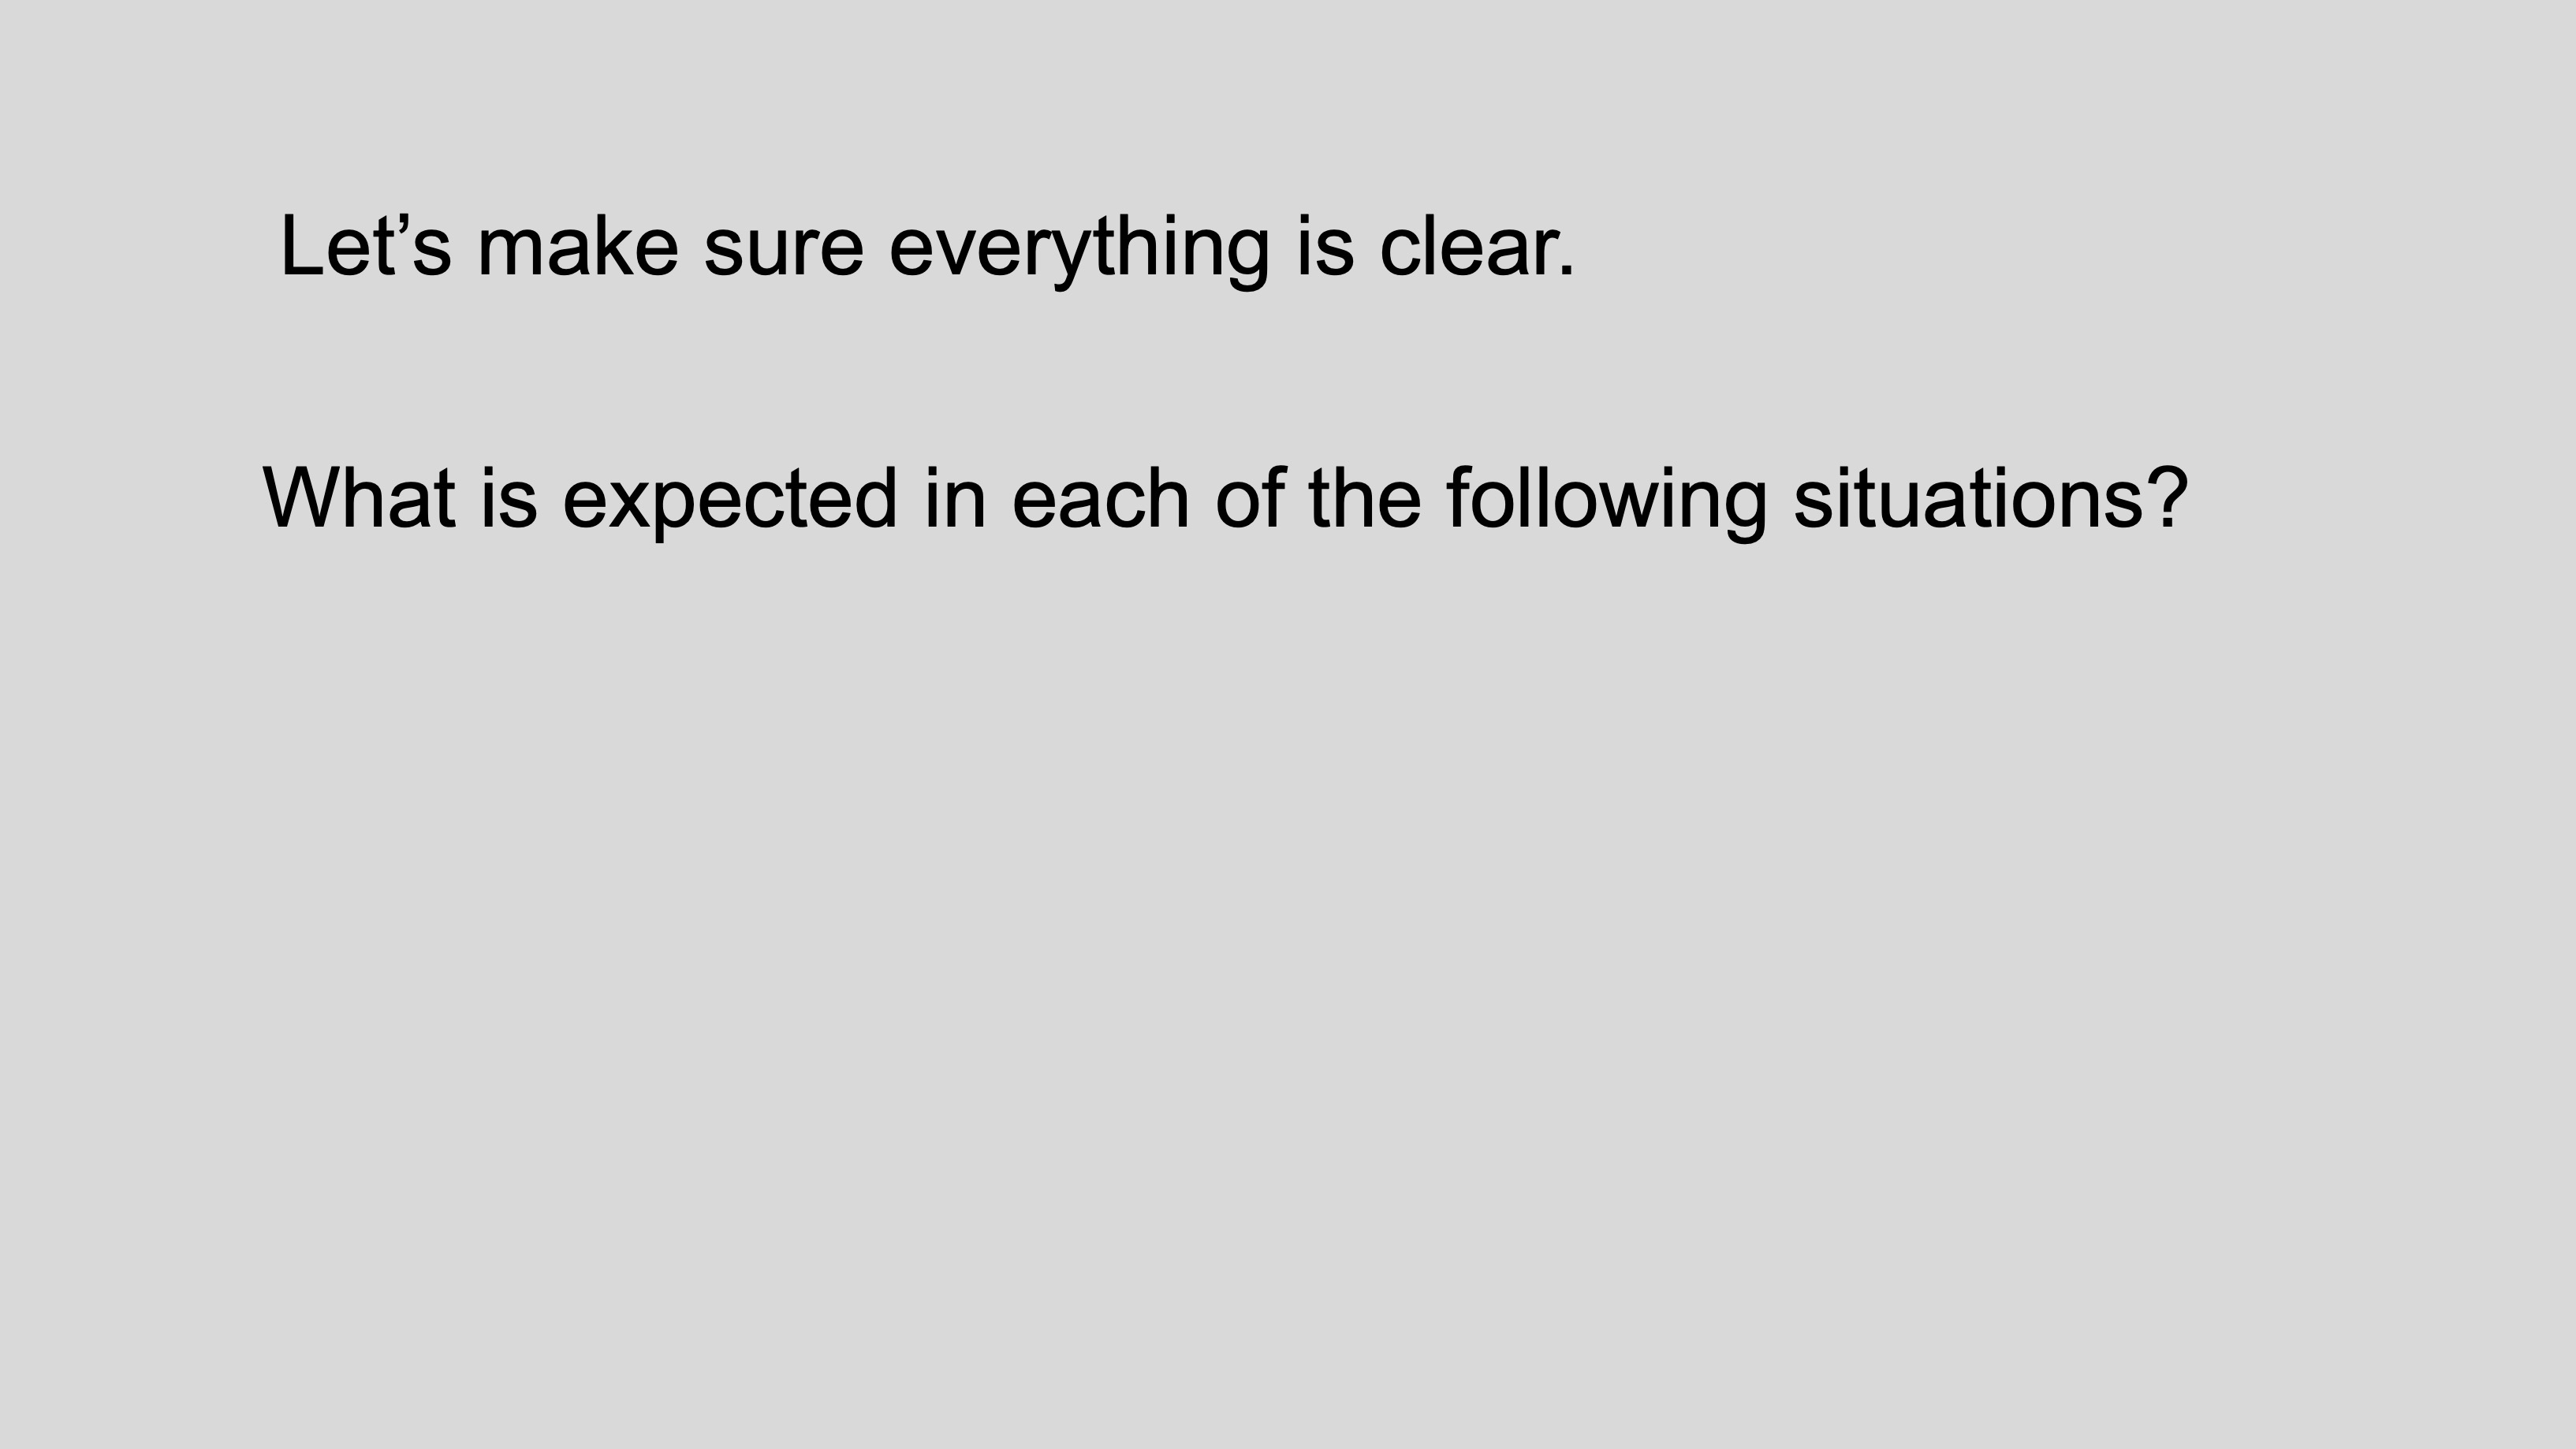 Let’s make sure everything is clear.
What is expected in each of the following situations?